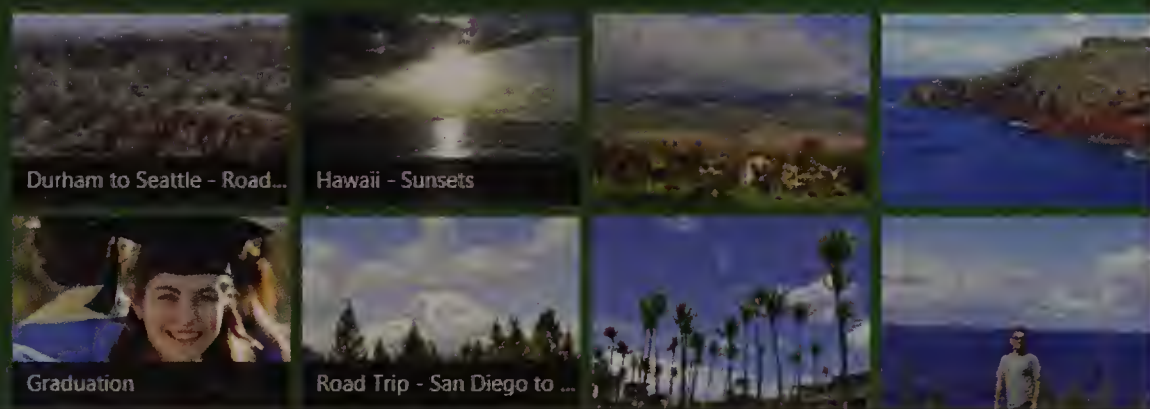 Durham to Seattle - Road...
Hawaii - Sunsets
Graduation
Road Trip - San Diego to ...